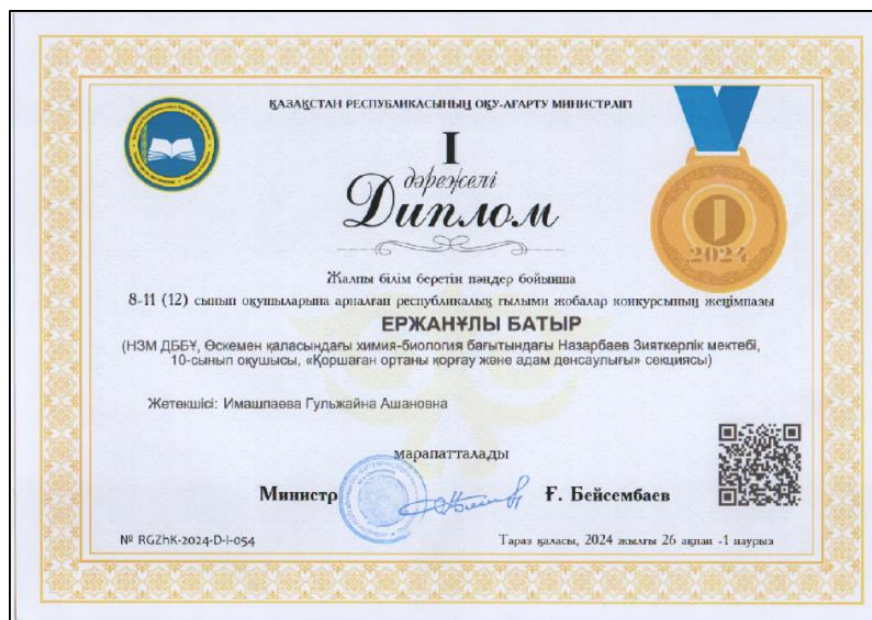 ҚАЗАҚСТАН РЕСПУБЛИКАСЫНЫҢ ОҚУ-АҒАРТУ МИНИСТРЛІГІ
I
дәрежелі
Диплом
I
2024
Жалпы білім беретін пәндер бойынша
8-11 (12) сынып оқушыларына арналған республикалық ғылыми жобалар конкурсының жеңімпазы
ЕРЖАНҰЛЫ БАТЫР
(НЗМ ДББҰ, Өскемен қаласындағы химия-биология бағытындағы Назарбаев Зияткерлік мектебі,
10-сынып оқушысы, «Қоршаған ортаны қорғау және адам денсаулығы» секциясы)
Жетекшісі: Имашпаева Гульжайна Ашановна
марапатталады
Министр
Ғ. Бейсембаев
№ RGZhK-2024-D-I-054
Тараз қаласы, 2024 жылғы 26 ақпан -1 наурыз